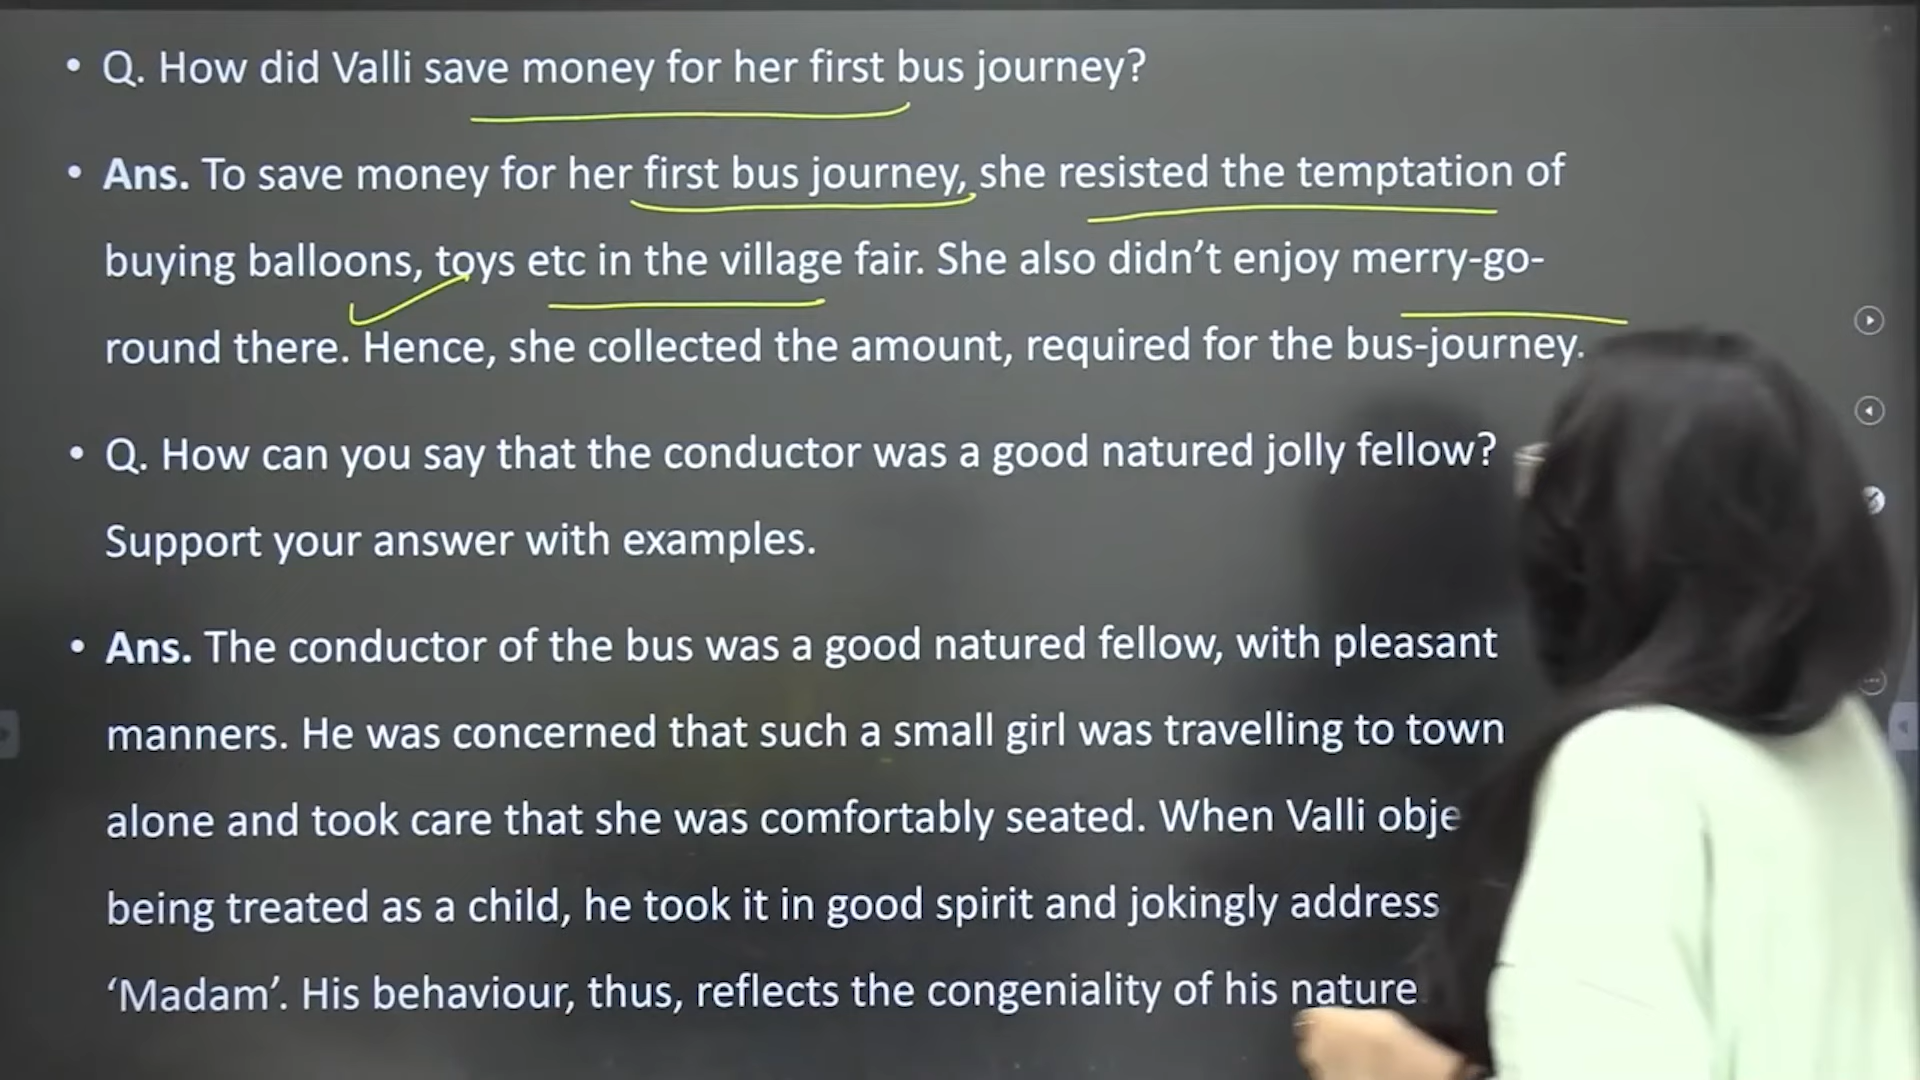 • Q. How did Valli save money for her first bus journey?
• Ans. To save money for her first bus journey, she resisted the temptation of
buying balloons, toys etc in the village fair. She also didn’t enjoy merry-go-
round there. Hence, she collected the amount, required for the bus-journey.
• Q. How can you say that the conductor was a good natured jolly fellow?
Support your answer with examples.
• Ans. The conductor of the bus was a good natured fellow, with pleasant
manners. He was concerned that such a small girl was travelling to town
alone and took care that she was comfortably seated. When Valli
being treated as a child, he took it in good spirit and jokingly address
‘Madam’. His behaviour, thus, reflects the congeniality of his nature